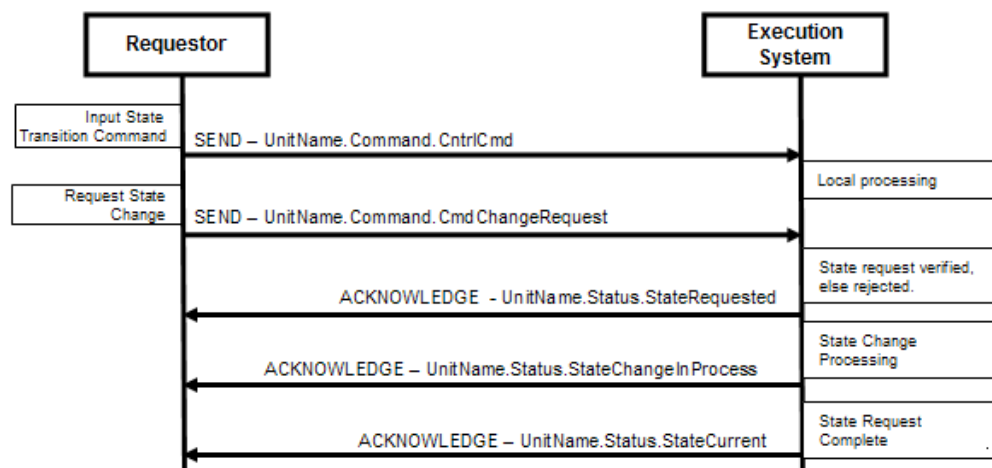 Requestor
Execution
System
Input State
Transition Command
SEND – UnitName.Command.CntrlCmd
Local processing
Request State
Change
SEND – UnitName.Command.CmdChangeRequest
State request verified,
else rejected.
ACKNOWLEDGE - UnitName.Status.StateRequested
State Change
Processing
ACKNOWLEDGE – UnitName.Status.StateChangeInProcess
State Request
Complete .
ACKNOWLEDGE – UnitName.Status.StateCurrent